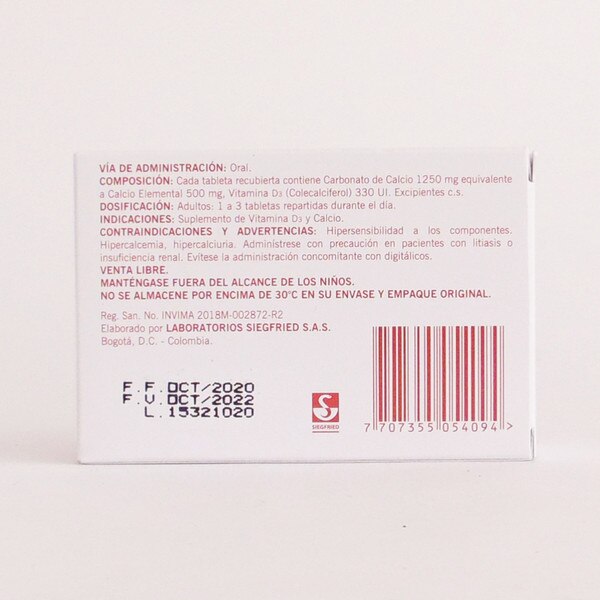 VÍA DE ADMINISTRACIÓN: Oral.
COMPOSICIÓN: Cada tableta recubierta contiene Carbonato de Calcio 1250 mg equivalente
a Calcio Elemental 500 mg, Vitamina D3 (Colecalciferol) 330 UI. Excipientes c.s.
DOSIFICACIÓN: Adultos: 1 a 3 tabletas repartidas durante el día.
INDICACIONES: Suplemento de Vitamina D3 y Calcio.
CONTRAINDICACIONES Y ADVERTENCIAS: Hipersensibilidad a los componentes.
Hipercalcemia, hipercalciuria. Adminístrese con precaución en pacientes con litiasis o
insuficiencia renal. Evítese la administración concomitante con digitálicos.
VENTA LIBRE.
MANTÉNGASE FUERA DEL ALCANCE DE LOS NIÑOS.
NO SE ALMACENE POR ENCIMA DE 30°C EN SU ENVASE Y EMPAQUE ORIGINAL.
Reg. San. No. INVIMA 2018M-002872-R2
Elaborado por LABORATORIOS SIEGFRIED S.A.S.
Bogotá, D.C. - Colombia.
F.F.OCT/2020
F.V.OCT/2022
L.15321020
S
SIEGFRIED
7 707355 054094 >